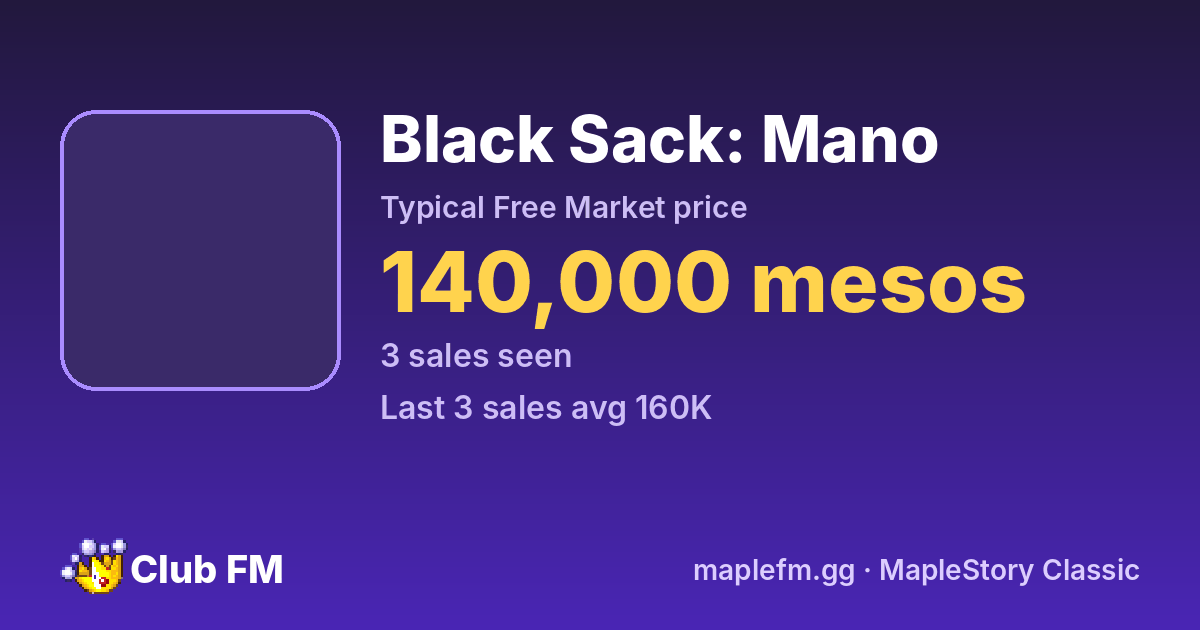 Black Sack: Mano
Typical Free Market price
140,000 mesos
3 sales seen
Last 3 sales avg 160K
Club FM
maplefm.gg · MapleStory Classic